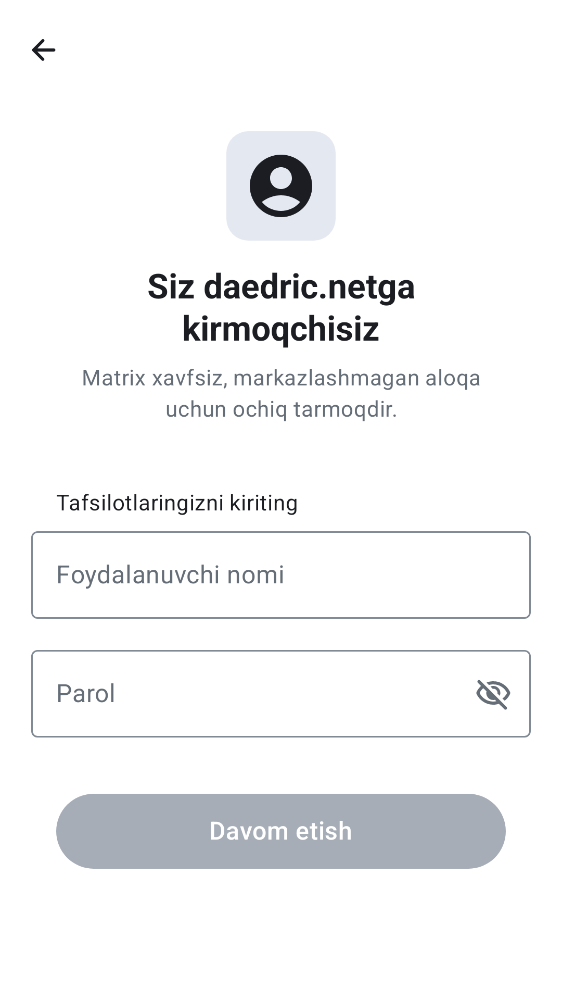 Siz daedric.netga
kirmoqchisiz
Matrix xavfsiz, markazlashmagan aloqa
uchun ochiq tarmoqdir.
Tafsilotlaringizni kiriting
Foydalanuvchi nomi
Parol
Davom etish